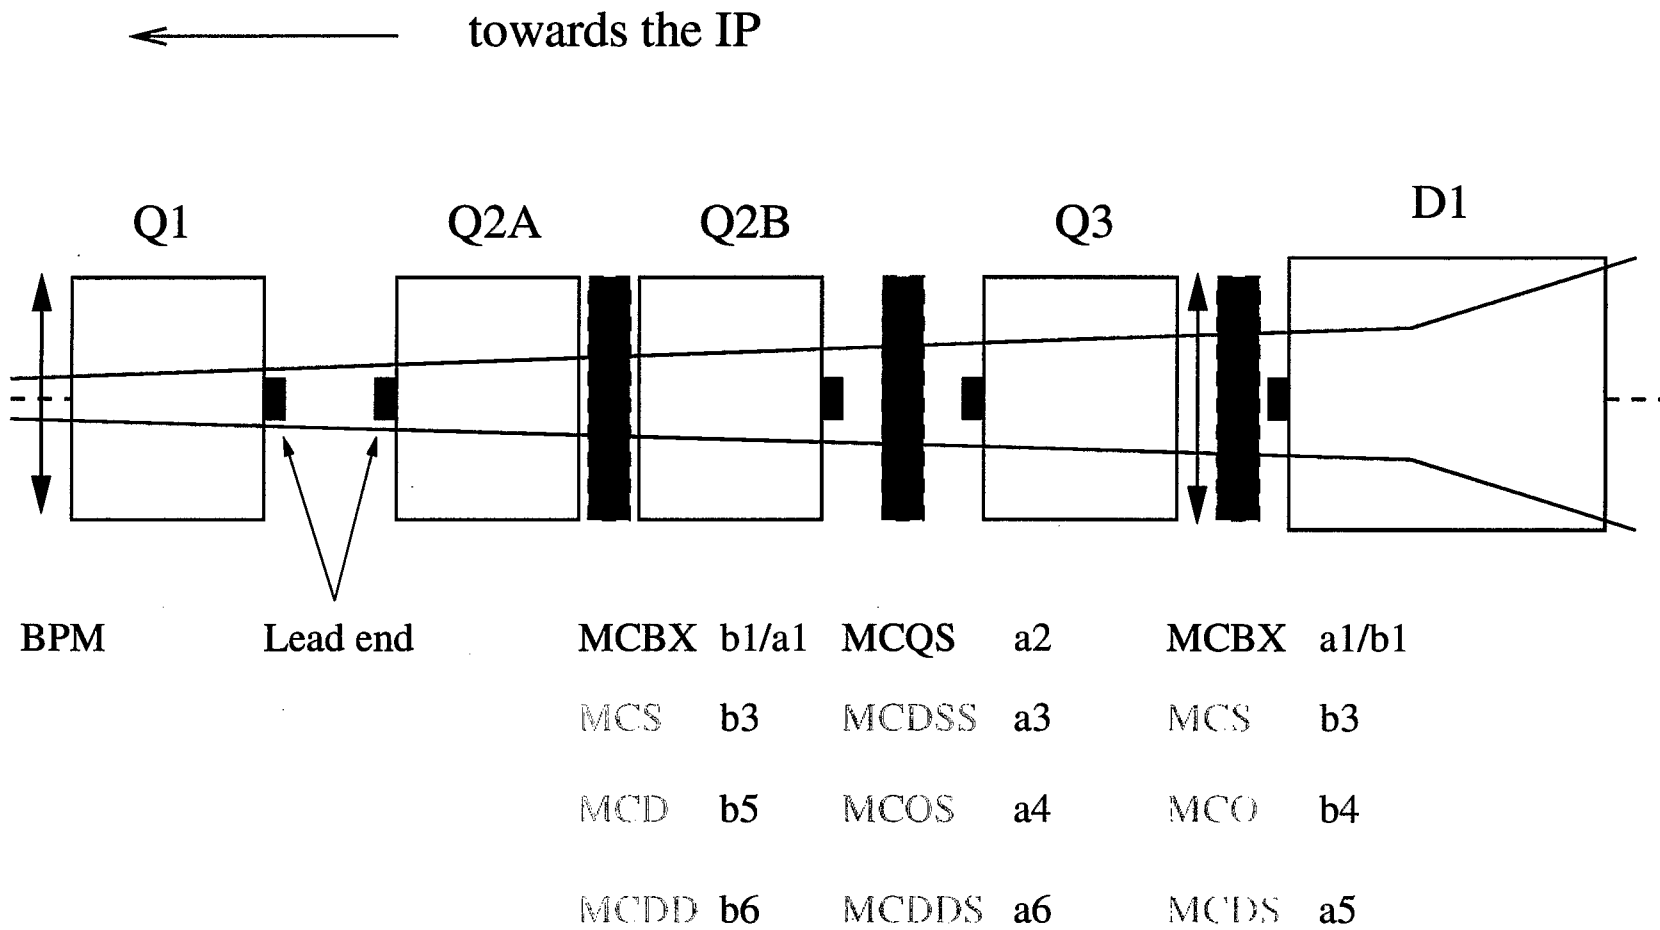 towards the IP
Q1 Q2A Q2B Q3 D1
BPM Lead end MCBX b1/a1 MCQS a2 MCBX a1/b1
MCS b3 MCDSS a3 MCS b3
MCD b5 MCOS a4 MCO b4
MCDD b6 MCDDS a6 MCDS a5